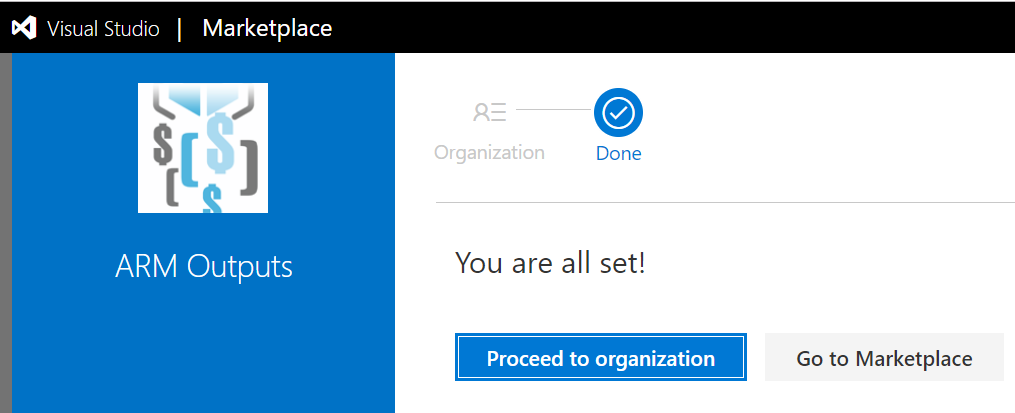 Visual Studio | Marketplace
ARM Outputs
Organization
Done
You are all set!
Proceed to organization
Go to Marketplace